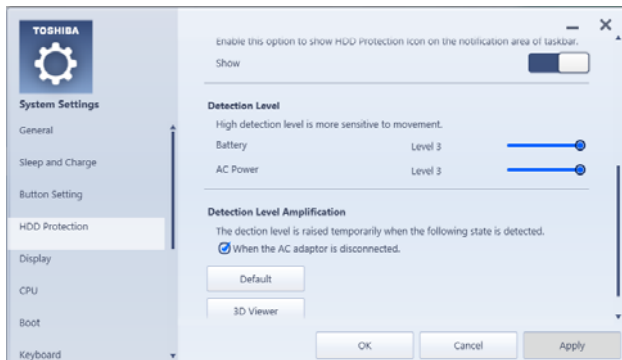 TOSHIBA
System Settings
General
Sleep and Charge
Button Setting
HDD Protection
Display
CPU
Boot
Keyboard
Enable this option to show HDD Protection icon on the notification area of taskbar.
Show
Detection Level
High detection level is more sensitive to movement.
Battery Level 3
AC Power Level 3
Detection Level Amplification
The dection level is raised temporarily when the following state is detected.
When the AC adaptor is disconnected.
Default
3D Viewer
OK Cancel Apply